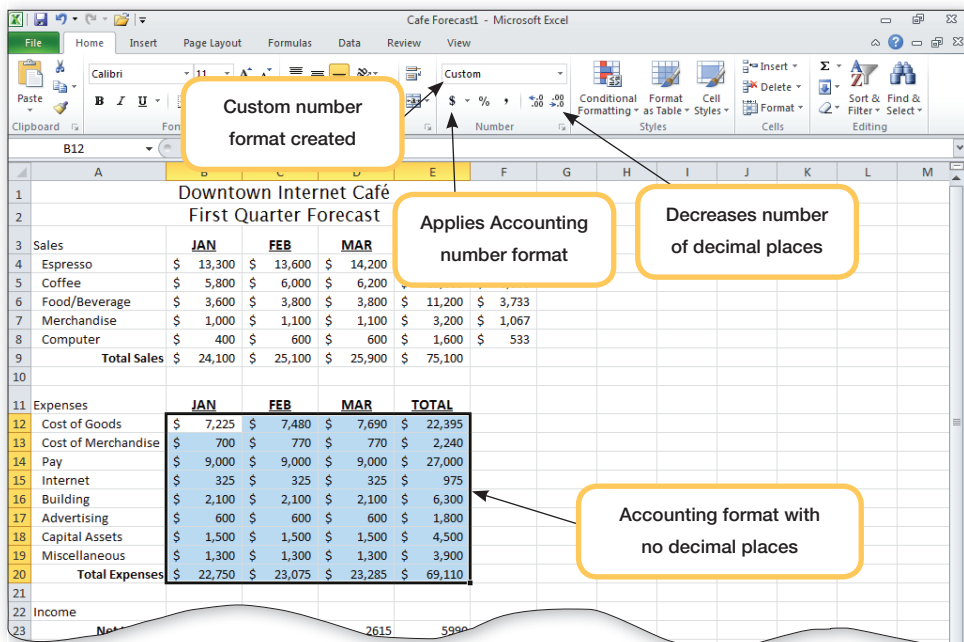 Cafe Forecast1 - Microsoft Excel
File Home Insert Page Layout Formulas Data Review View
Calibri 11 Custom
Paste B I U $ % , .00 .0
Conditional Formatting Format as Table Cell Styles
Insert Delete Format
Σ Sort & Filter Find & Select
Clipboard Number Styles Cells Editing
Custom number
format created
B12
A E F G H I J K L M
1 Downtown Internet Café
2 First Quarter Forecast
Applies Accounting
number format
Decreases number
of decimal places
3 Sales JAN FEB MAR
4 Espresso $ 13,300 $ 13,600 $ 14,200
5 Coffee $ 5,800 $ 6,000 $ 6,200
6 Food/Beverage $ 3,600 $ 3,800 $ 3,800 $ 11,200 $ 3,733
7 Merchandise $ 1,000 $ 1,100 $ 1,100 $ 3,200 $ 1,067
8 Computer $ 400 $ 600 $ 600 $ 1,600 $ 533
9 Total Sales $ 24,100 $ 25,100 $ 25,900 $ 75,100
10
11 Expenses JAN FEB MAR TOTAL
12 Cost of Goods $ 7,225 $ 7,480 $ 7,690 $ 22,395
13 Cost of Merchandise $ 700 $ 770 $ 770 $ 2,240
14 Pay $ 9,000 $ 9,000 $ 9,000 $ 27,000
15 Internet $ 325 $ 325 $ 325 $ 975
16 Building $ 2,100 $ 2,100 $ 2,100 $ 6,300
17 Advertising $ 600 $ 600 $ 600 $ 1,800
18 Capital Assets $ 1,500 $ 1,500 $ 1,500 $ 4,500
19 Miscellaneous $ 1,300 $ 1,300 $ 1,300 $ 3,900
20 Total Expenses $ 22,750 $ 23,075 $ 23,285 $ 69,110
Accounting format with
no decimal places
21
22 Income
23 2615